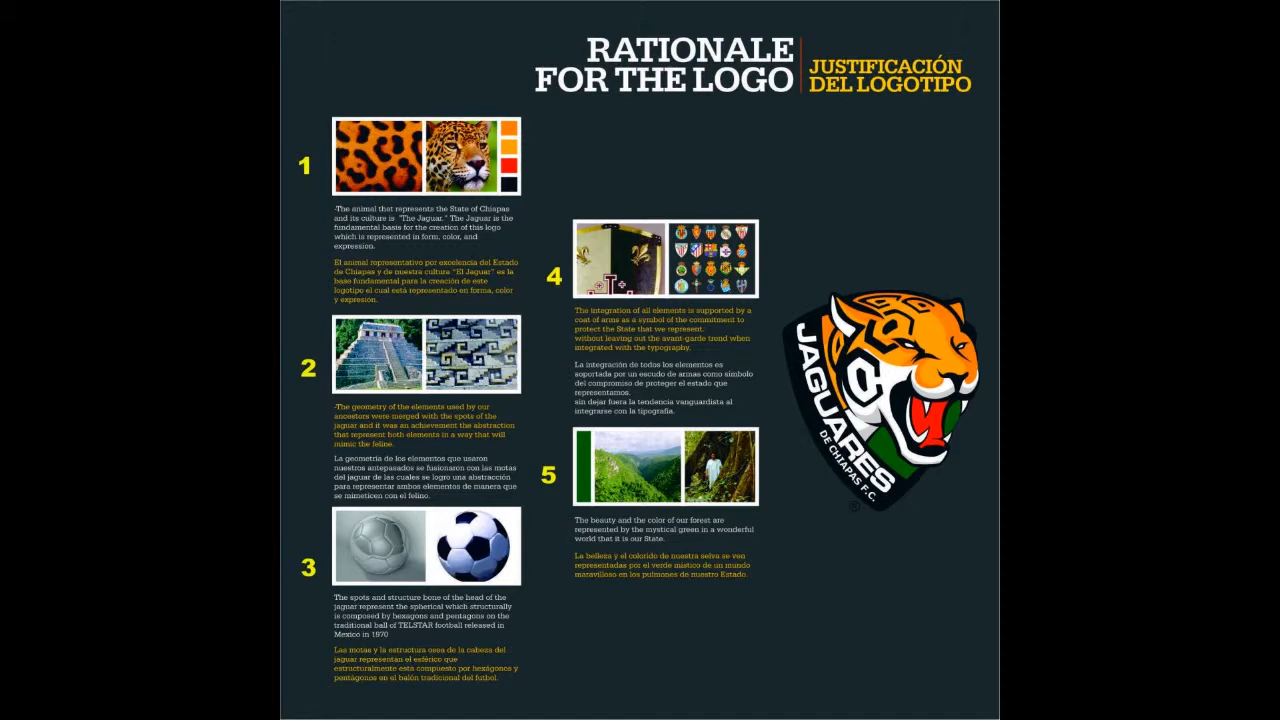 RATIONALE
FOR THE LOGO
JUSTIFICACIÓN
DEL LOGOTIPO
1
-The animal that represents the State of Chiapas
and its culture is "The Jaguar." The Jaguar is the
fundamental basis for the creation of this logo
which is represented in form, color, and
expression.
El animal representativo por excelencia del Estado
de Chiapas y de nuestra cultura "El Jaguar" es la
base fundamental para la creación de este
logotipo el cual está representado en forma, color
y expresión.
2
-The geometry of the elements used by our
ancestors were merged with the spots of the
jaguar and it was an achievement the abstraction
that represent both elements in a way that will
mimic the feline.
La geometría de los elementos que usaron
nuestros antepasados se fusionaron con las motas
del jaguar de las cuales se logro una abstracción
para representar ambos elementos de manera que
se mimeticen con el felino.
3
The spots and structure bone of the head of the
jaguar represent the spherical which structurally
is composed by hexagons and pentagons on the
traditional ball of TELSTAR football released in
Mexico in 1970
Las motas y la estructura osea de la cabeza del
jaguar representan el esférico que
estructuralmente está compuesto por hexágonos y
pentágonos en el balón tradicional del futbol.
4
The integration of all elements is supported by a
coat of arms as a symbol of the commitment to
protect the State that we represent.
without leaving out the avant-garde trend when
integrated with the typography.
La integración de todas los elementos es
soportada por un escudo de armas como símbolo
del compromiso de proteger el estado que
representamos.
sin dejar fuera la tendencia vanguardista al
integrarse con la tipografía.
5
The beauty and the color of our forest are
represented by the mystical green in a wonderful
world that it is our State.
La belleza y el colorido de nuestra selva se ven
representadas por el verde místico de un mundo
maravilloso en los pulmones de nuestro Estado.
JAGUARES
DE CHIAPAS F.C.
®